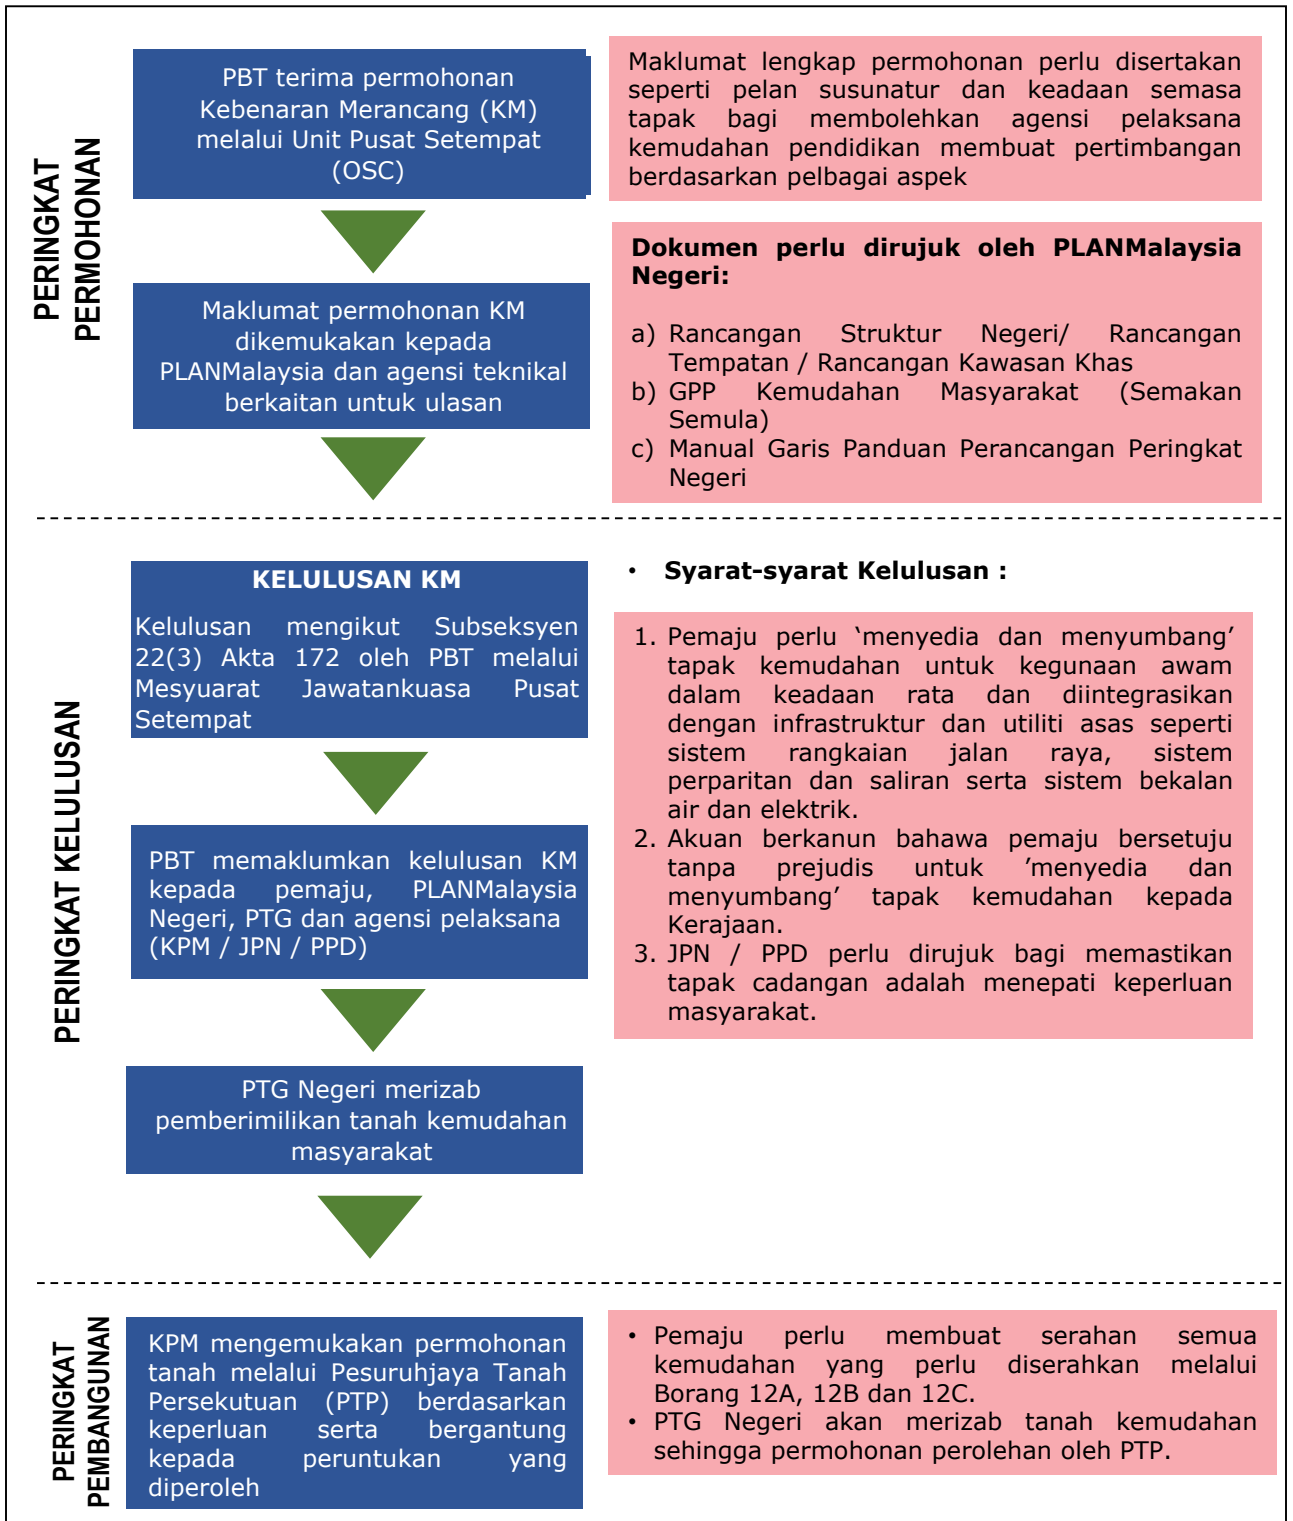 PERINGKAT
PERMOHONAN
PBT terima permohonan
Kebenaran Merancang (KM)
melalui Unit Pusat Setempat
(OSC)
Maklumat lengkap permohonan perlu disertakan
seperti pelan susunatur dan keadaan semasa
tapak bagi membolehkan agensi pelaksana
kemudahan pendidikan membuat pertimbangan
berdasarkan pelbagai aspek
Maklumat permohonan KM
dikemukakan kepada
PLANMalaysia dan agensi teknikal
berkaitan untuk ulasan
Dokumen perlu dirujuk oleh PLANMalaysia
Negeri:
a) Rancangan Struktur Negeri/ Rancangan
Tempatan / Rancangan Kawasan Khas
b) GPP Kemudahan Masyarakat (Semakan
Semula)
c) Manual Garis Panduan Perancangan Peringkat
Negeri
PERINGKAT KELULUSAN
KELULUSAN KM
Kelulusan mengikut Subseksyen
22(3) Akta 172 oleh PBT melalui
Mesyuarat Jawatankuasa Pusat
Setempat
PBT memaklumkan kelulusan KM
kepada pemaju, PLANMalaysia
Negeri, PTG dan agensi pelaksana
(KPM / JPN / PPD)
PTG Negeri merizab
pemberimilikan tanah kemudahan
masyarakat
• Syarat-syarat Kelulusan :
1. Pemaju perlu ‘menyedia dan menyumbang’
tapak kemudahan untuk kegunaan awam
dalam keadaan rata dan diintegrasikan
dengan infrastruktur dan utiliti asas seperti
sistem rangkaian jalan raya, sistem
perparitan dan saliran serta sistem bekalan
air dan elektrik.
2. Akuan berkanun bahawa pemaju bersetuju
tanpa prejudis untuk ’menyedia dan
menyumbang’ tapak kemudahan kepada
Kerajaan.
3. JPN / PPD perlu dirujuk bagi memastikan
tapak cadangan adalah menepati keperluan
masyarakat.
PERINGKAT
PEMBANGUNAN
KPM mengemukakan permohonan
tanah melalui Pesuruhjaya Tanah
Persekutuan (PTP) berdasarkan
keperluan serta bergantung
kepada peruntukan yang
diperoleh
• Pemaju perlu membuat serahan semua
kemudahan yang perlu diserahkan melalui
Borang 12A, 12B dan 12C.
• PTG Negeri akan merizab tanah kemudahan
sehingga permohonan perolehan oleh PTP.